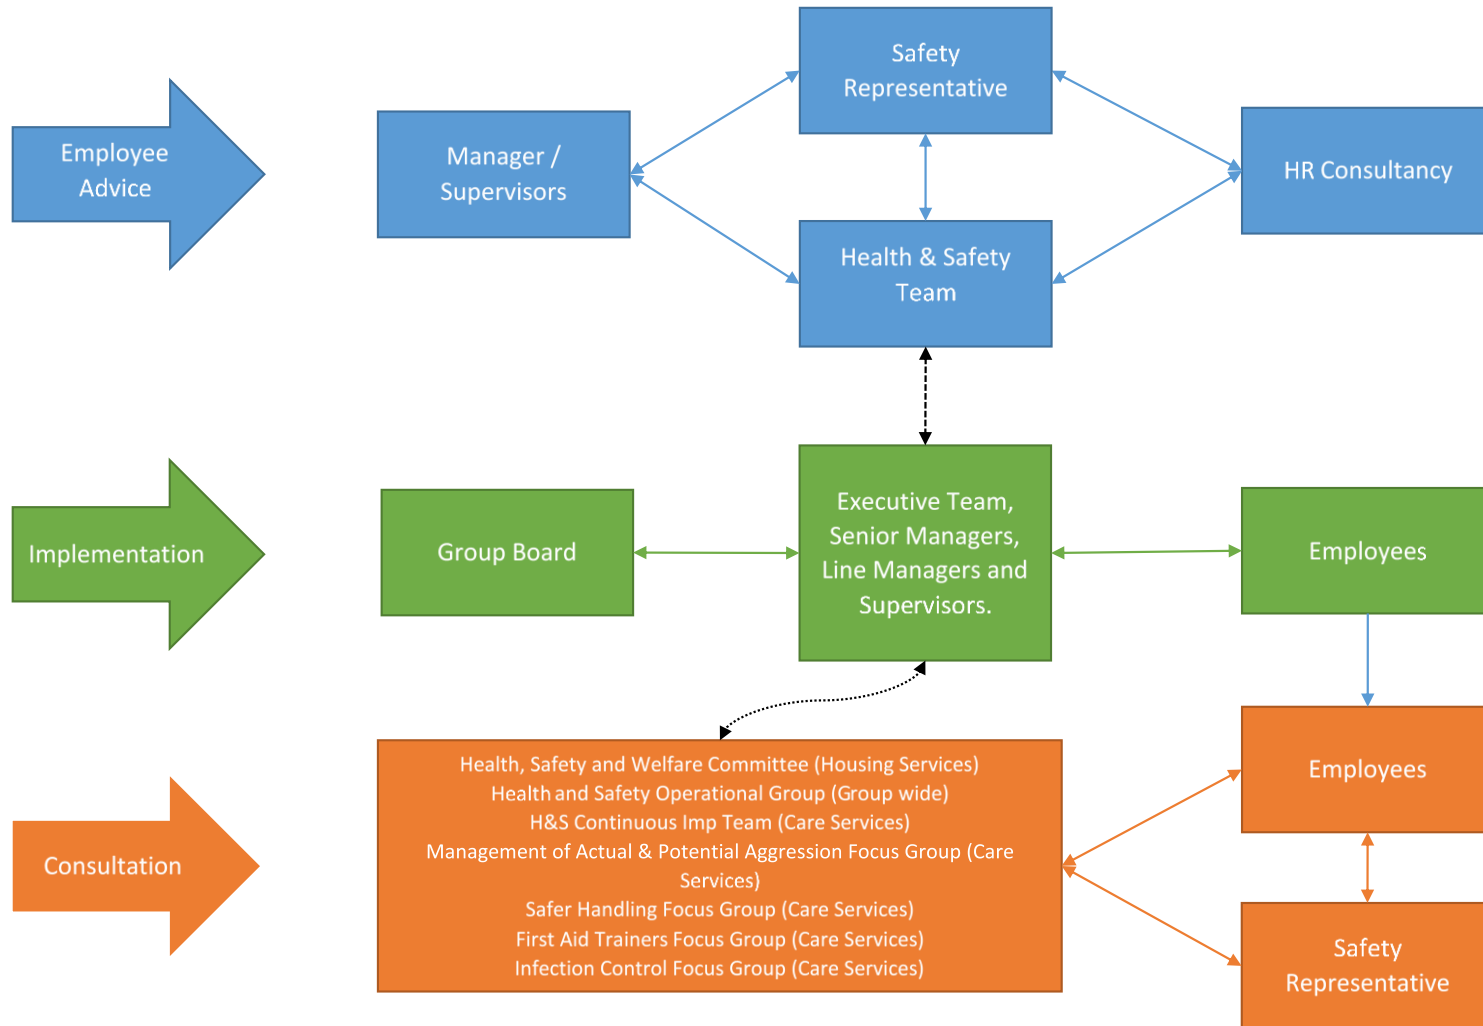 Safety
Representative
Employee
Advice
Manager /
Supervisors
HR Consultancy
Health & Safety
Team
Implementation
Group Board
Executive Team,
Senior Managers,
Line Managers and
Supervisors.
Employees
Consultation
Health, Safety and Welfare Committee (Housing Services)
Health and Safety Operational Group (Group wide)
H&S Continuous Imp Team (Care Services)
Management of Actual & Potential Aggression Focus Group (Care
Services)
Safer Handling Focus Group (Care Services)
First Aid Trainers Focus Group (Care Services)
Infection Control Focus Group (Care Services)
Employees
Safety
Representative